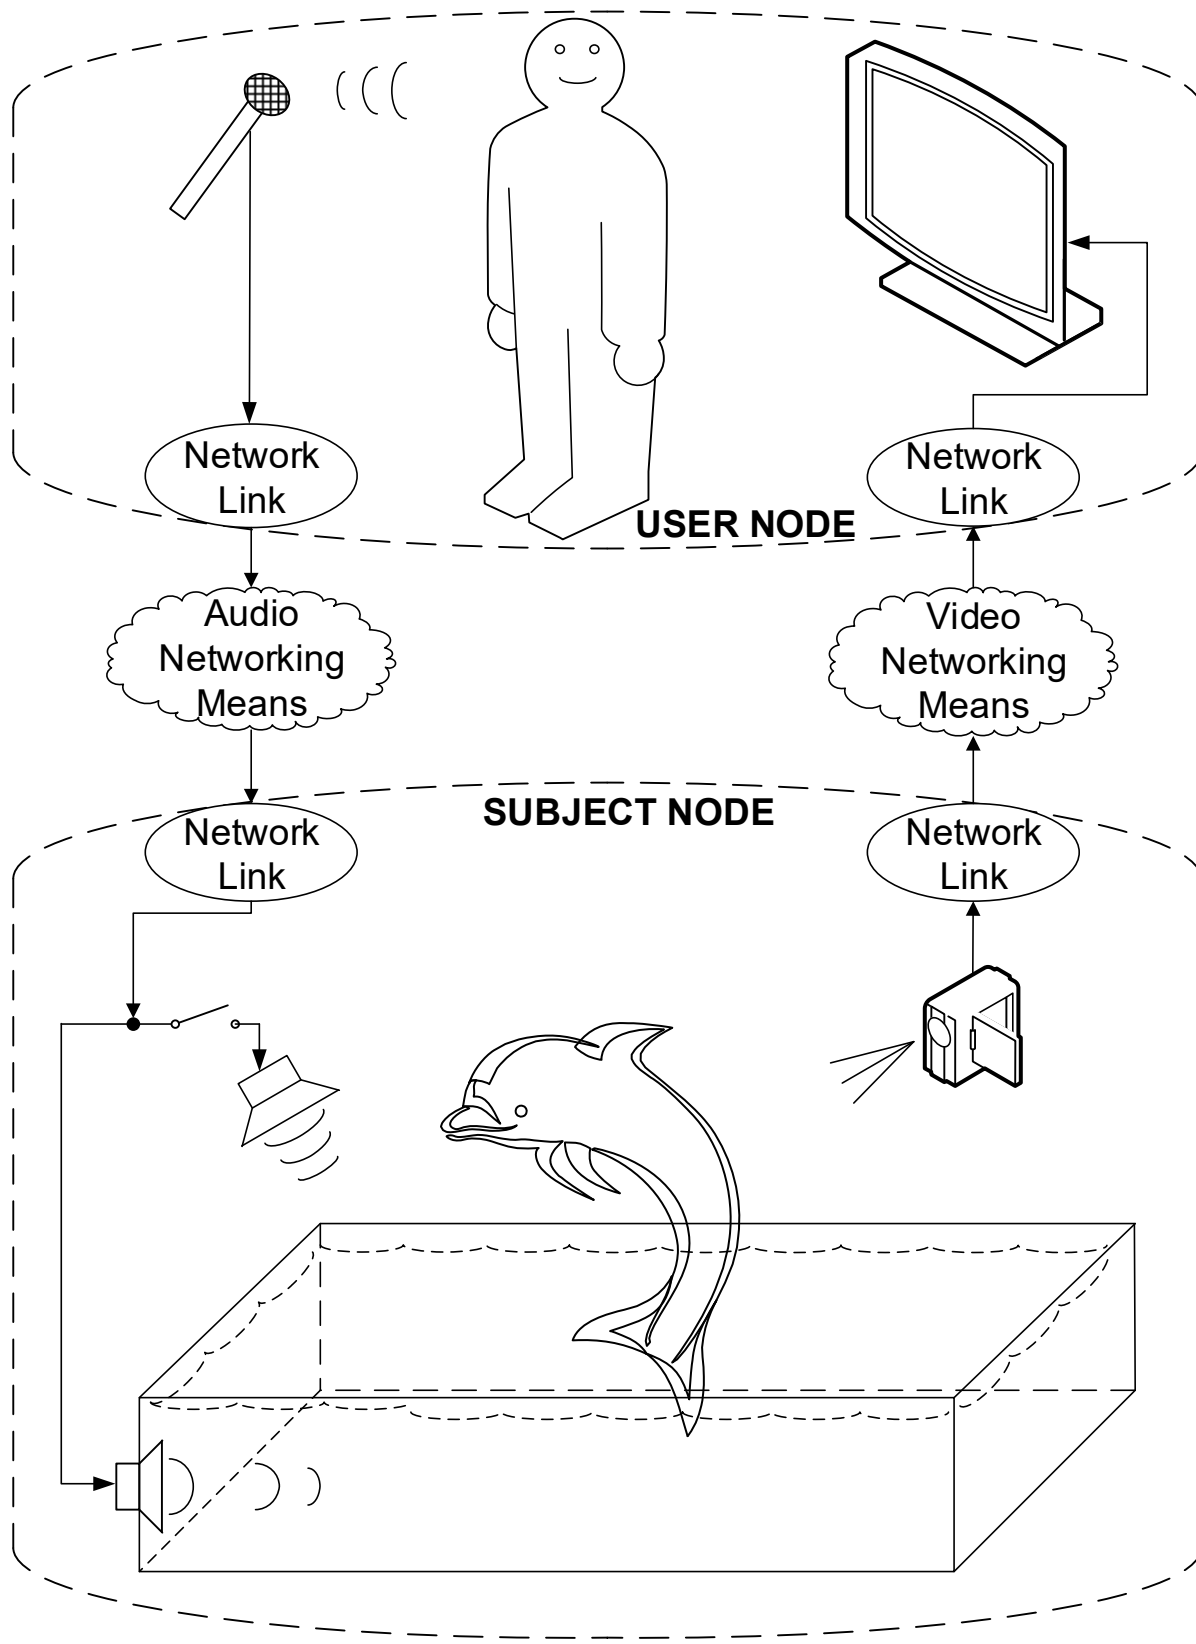 Network
Link
Network
Link
USER NODE
Audio
Networking
Means
Video
Networking
Means
SUBJECT NODE
Network
Link
Network
Link